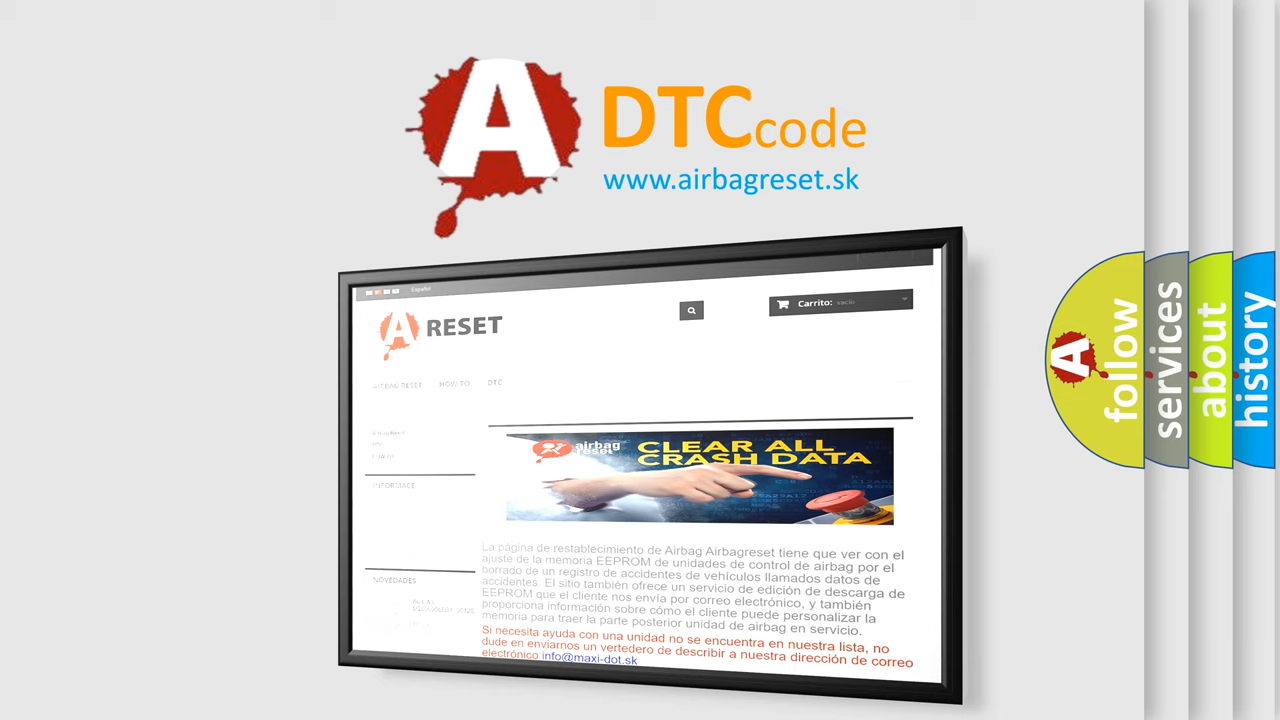 A
DTCcode
www.airbagreset.sk
Español
A RESET
Carrito: vacío
AIRBAG RESET HOW TO DTC
INFORMACE
NOVEDADES
airbag
reset
CLEAR ALL
CRASH DATA
La página de restablecimiento de Airbag Airbagreset tiene que ver con el
ajuste de la memoria EEPROM de unidades de control de airbag por el
borrado de un registro de accidentes de vehículos llamados datos de
accidentes. El sitio también ofrece un servicio de edición de descarga de
EEPROM que el cliente nos envía por correo electrónico, y también
proporciona información sobre cómo el cliente puede personalizar la
memoria para traer la parte posterior unidad de airbag en servicio.
Si necesita ayuda con una unidad no se encuentra en nuestra lista, no
dude en enviarnos un vertedero de describir a nuestra dirección de correo
electrónico info@maxi-dot.sk
A
follow
services
about
history